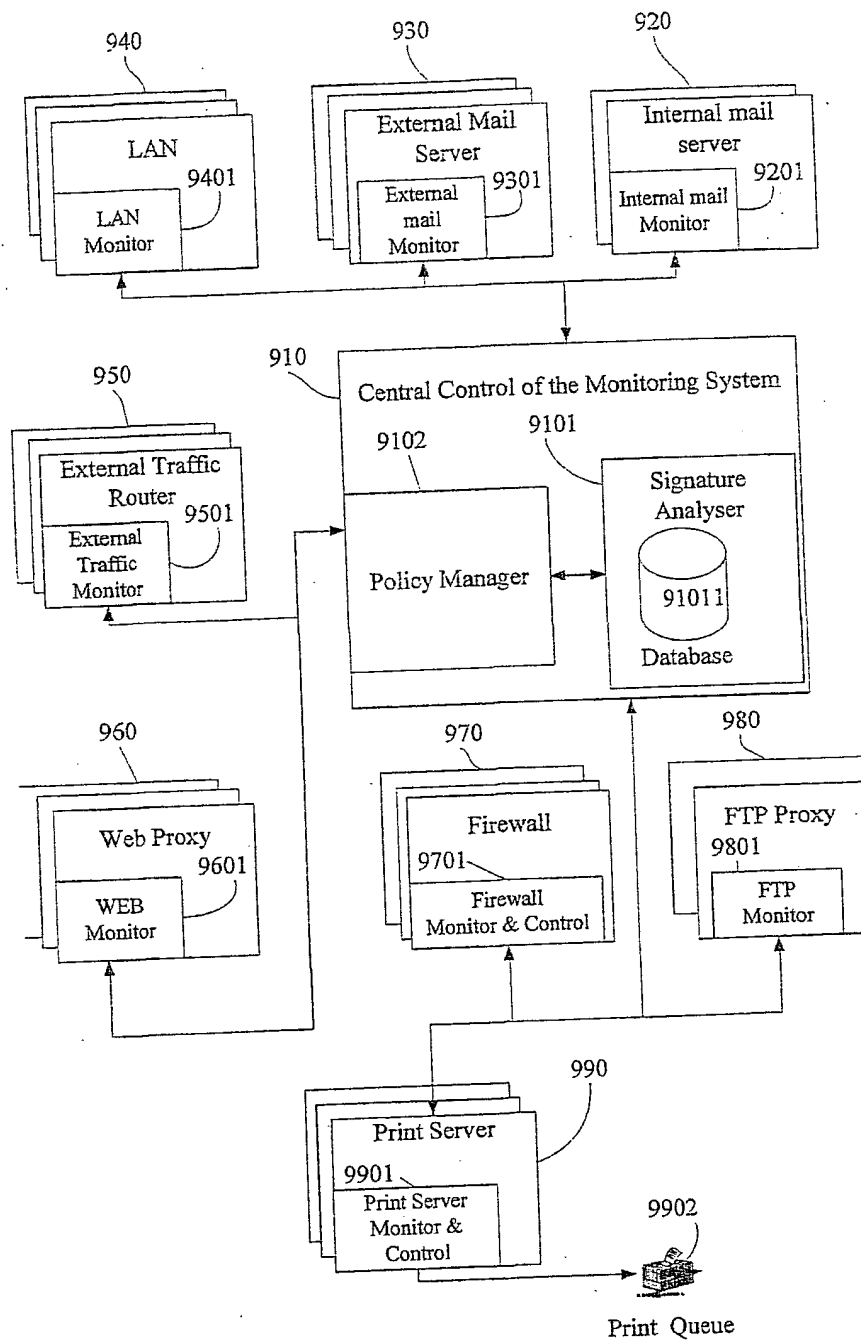 940
930
920
LAN
9401
LAN
Monitor
External Mail
Server
External
mail
Monitor
9301
Internal mail
server
Internal mail
Monitor
9201
910
Central Control of the Monitoring System
9102
9101
Policy Manager
Signature
Analyser
91011
Database
950
External Traffic
Router
9501
External
Traffic
Monitor
960
Web Proxy
9601
WEB
Monitor
970
Firewall
9701
Firewall
Monitor & Control
980
FTP Proxy
9801
FTP
Monitor
990
Print Server
9901
Print Server
Monitor &
Control
9902
Print Queue